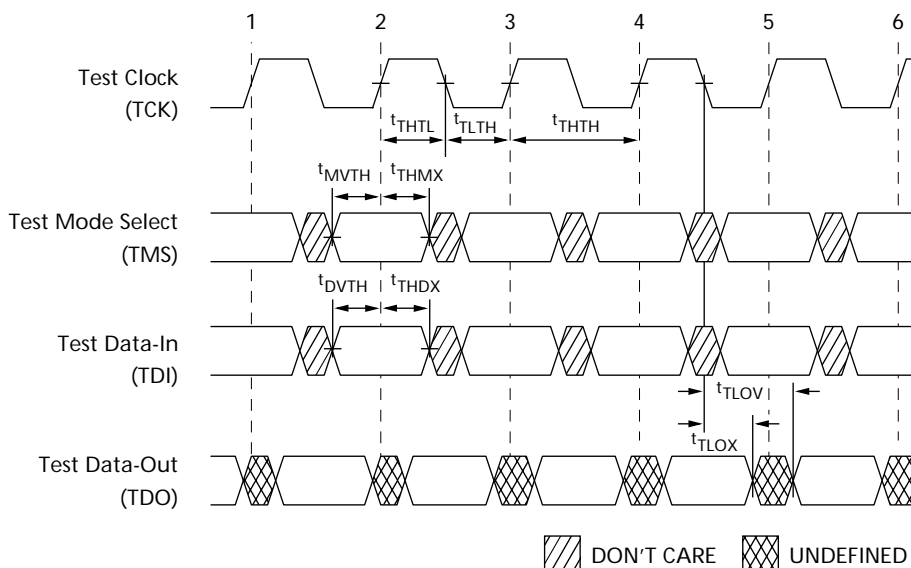 1 2 3 4 5 6
Test Clock
(TCK)
tTHTL tTLTH tTHTH
tMVTH tTHMX
Test Mode Select
(TMS)
tDVTH tTHDX
Test Data-In
(TDI)
tTLOV
tTLOX
Test Data-Out
(TDO)
DON'T CARE UNDEFINED